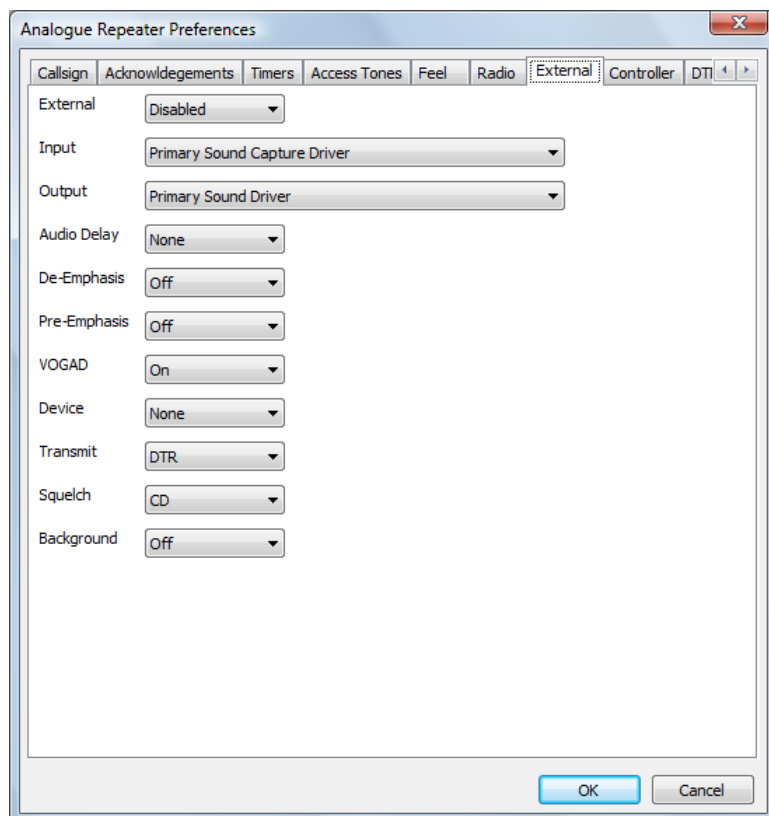 Analogue Repeater Preferences
Callsign Acknowldegements Timers Access Tones Feel Radio External Controller DT
External Disabled
Input Primary Sound Capture Driver
Output Primary Sound Driver
Audio Delay None
De-Emphasis Off
Pre-Emphasis Off
VOGAD On
Device None
Transmit DTR
Squelch CD
Background Off
OK Cancel